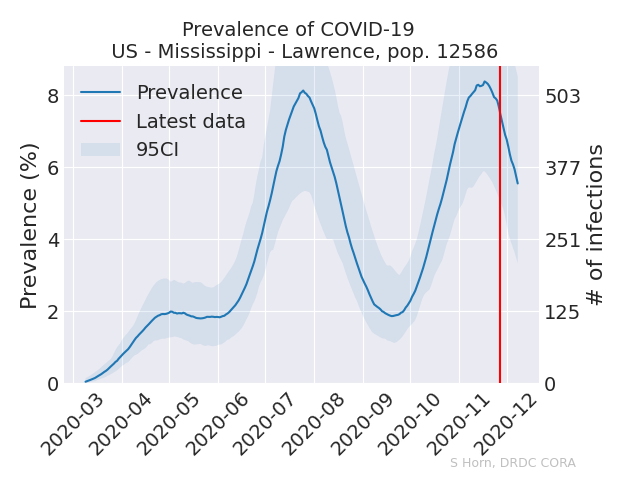 Prevalence of COVID-19
US - Mississippi - Lawrence, pop. 12586
Prevalence
Latest data
95CI
Prevalence (%)
8
6
4
2
0
503
377
251
125
0
# of infections
2020-03
2020-04
2020-05
2020-06
2020-07
2020-08
2020-09
2020-10
2020-11
2020-12
S Horn, DRDC CORA